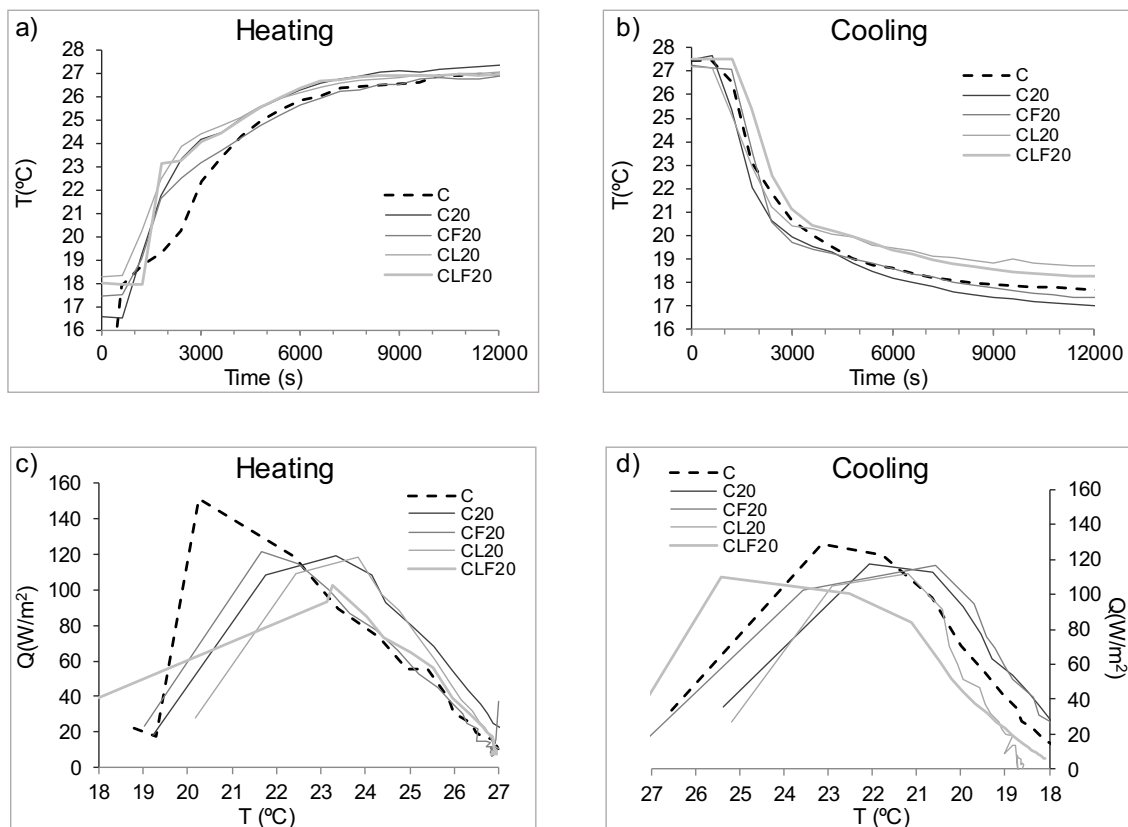 a) Heating
28
27
26
25
24
23
22
21
20
19
18
17
16
T(ºC)
C
C20
CF20
CL20
CLF20
0 3000 6000 9000 12000
Time (s)
b) Cooling
28
27
26
25
24
23
22
21
20
19
18
17
16
T(ºC)
C
C20
CF20
CL20
CLF20
0 3000 6000 9000 12000
Time (s)
c) Heating
160
140
120
100
80
60
40
20
0
Q(W/m²)
C
C20
CF20
CL20
CLF20
18 19 20 21 22 23 24 25 26 27
T (ºC)
d) Cooling
C
C20
CF20
CL20
CLF20
160
140
120
100
80
60
40
20
0
Q(W/m²)
27 26 25 24 23 22 21 20 19 18
T (ºC)